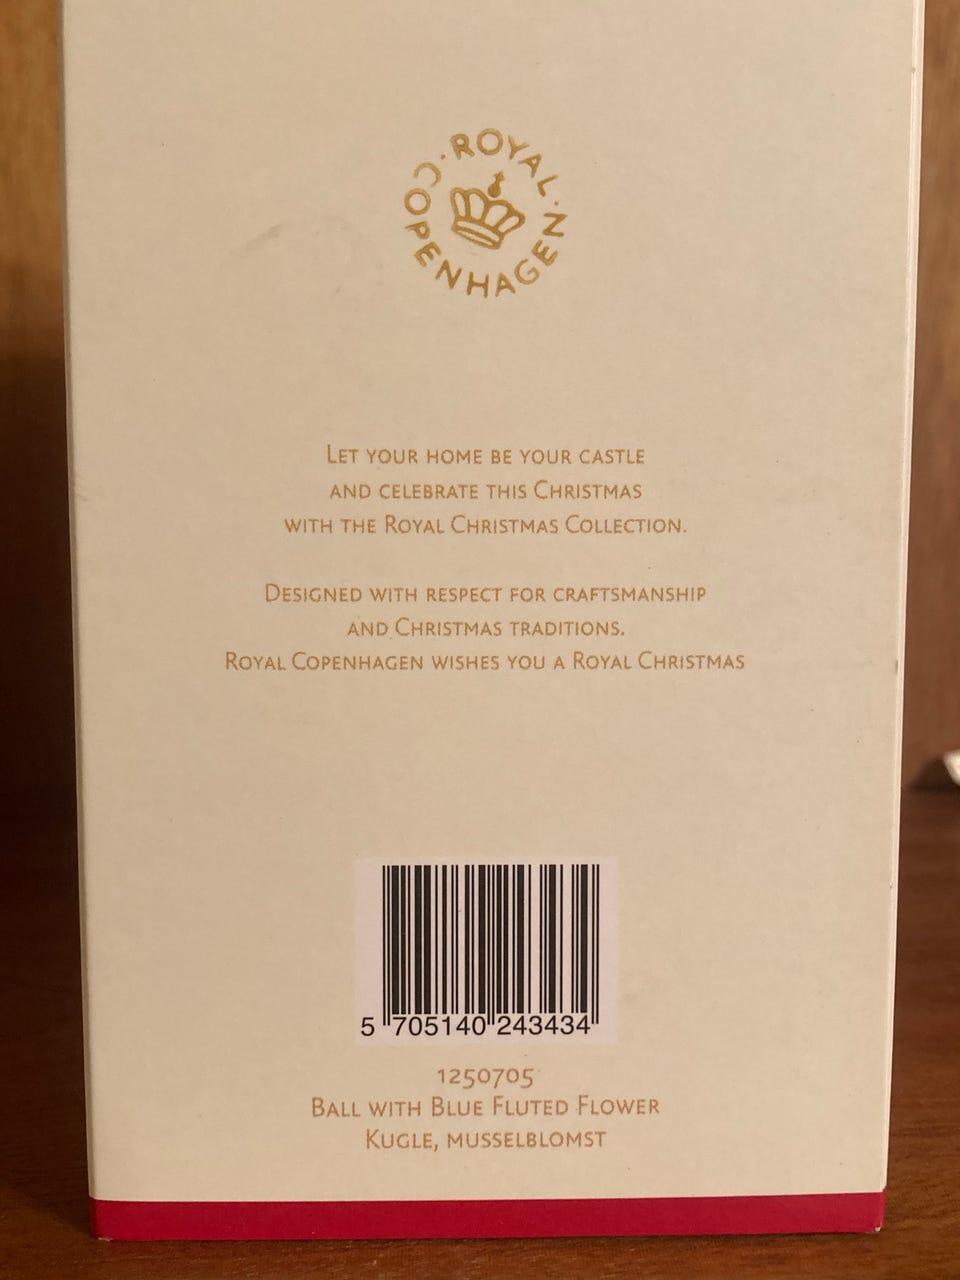 ROYAL · COPENHAGEN ·
LET YOUR HOME BE YOUR CASTLE
AND CELEBRATE THIS CHRISTMAS
WITH THE ROYAL CHRISTMAS COLLECTION.
DESIGNED WITH RESPECT FOR CRAFTSMANSHIP
AND CHRISTMAS TRADITIONS.
ROYAL COPENHAGEN WISHES YOU A ROYAL CHRISTMAS
5 705140 243434
1250705
BALL WITH BLUE FLUTED FLOWER
KUGLE, MUSSELBLOMST